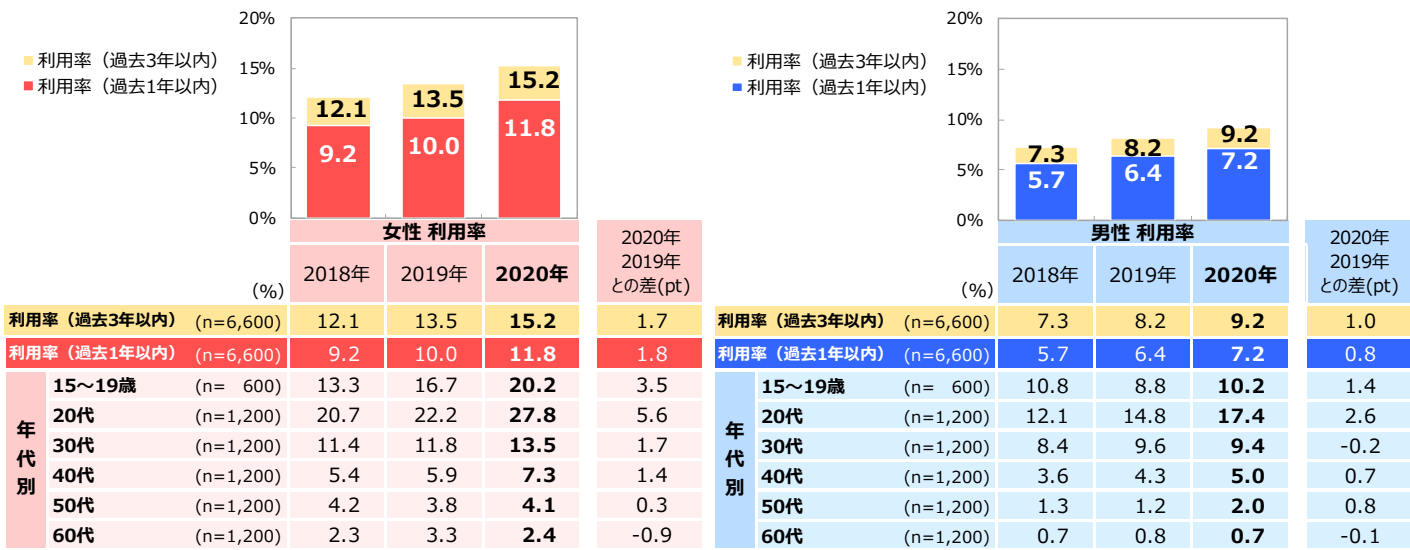 20%
利用率（過去3年以内）
利用率（過去1年以内）
15%
10%
5%
0%
12.1
13.5
15.2
9.2
10.0
11.8
女性 利用率
(%)
2018年 2019年 2020年
2020年
2019年
との差(pt)
利用率（過去3年以内） (n=6,600) 12.1 13.5 15.2 1.7
利用率（過去1年以内） (n=6,600) 9.2 10.0 11.8 1.8
年代別
15～19歳 (n= 600) 13.3 16.7 20.2 3.5
20代 (n=1,200) 20.7 22.2 27.8 5.6
30代 (n=1,200) 11.4 11.8 13.5 1.7
40代 (n=1,200) 5.4 5.9 7.3 1.4
50代 (n=1,200) 4.2 3.8 4.1 0.3
60代 (n=1,200) 2.3 3.3 2.4 -0.9
20%
利用率（過去3年以内）
利用率（過去1年以内）
15%
10%
5%
0%
7.3
8.2
9.2
5.7
6.4
7.2
男性 利用率
(%)
2018年 2019年 2020年
2020年
2019年
との差(pt)
利用率（過去3年以内） (n=6,600) 7.3 8.2 9.2 1.0
利用率（過去1年以内） (n=6,600) 5.7 6.4 7.2 0.8
年代別
15～19歳 (n= 600) 10.8 8.8 10.2 1.4
20代 (n=1,200) 12.1 14.8 17.4 2.6
30代 (n=1,200) 8.4 9.6 9.4 -0.2
40代 (n=1,200) 3.6 4.3 5.0 0.7
50代 (n=1,200) 1.3 1.2 2.0 0.8
60代 (n=1,200) 0.7 0.8 0.7 -0.1